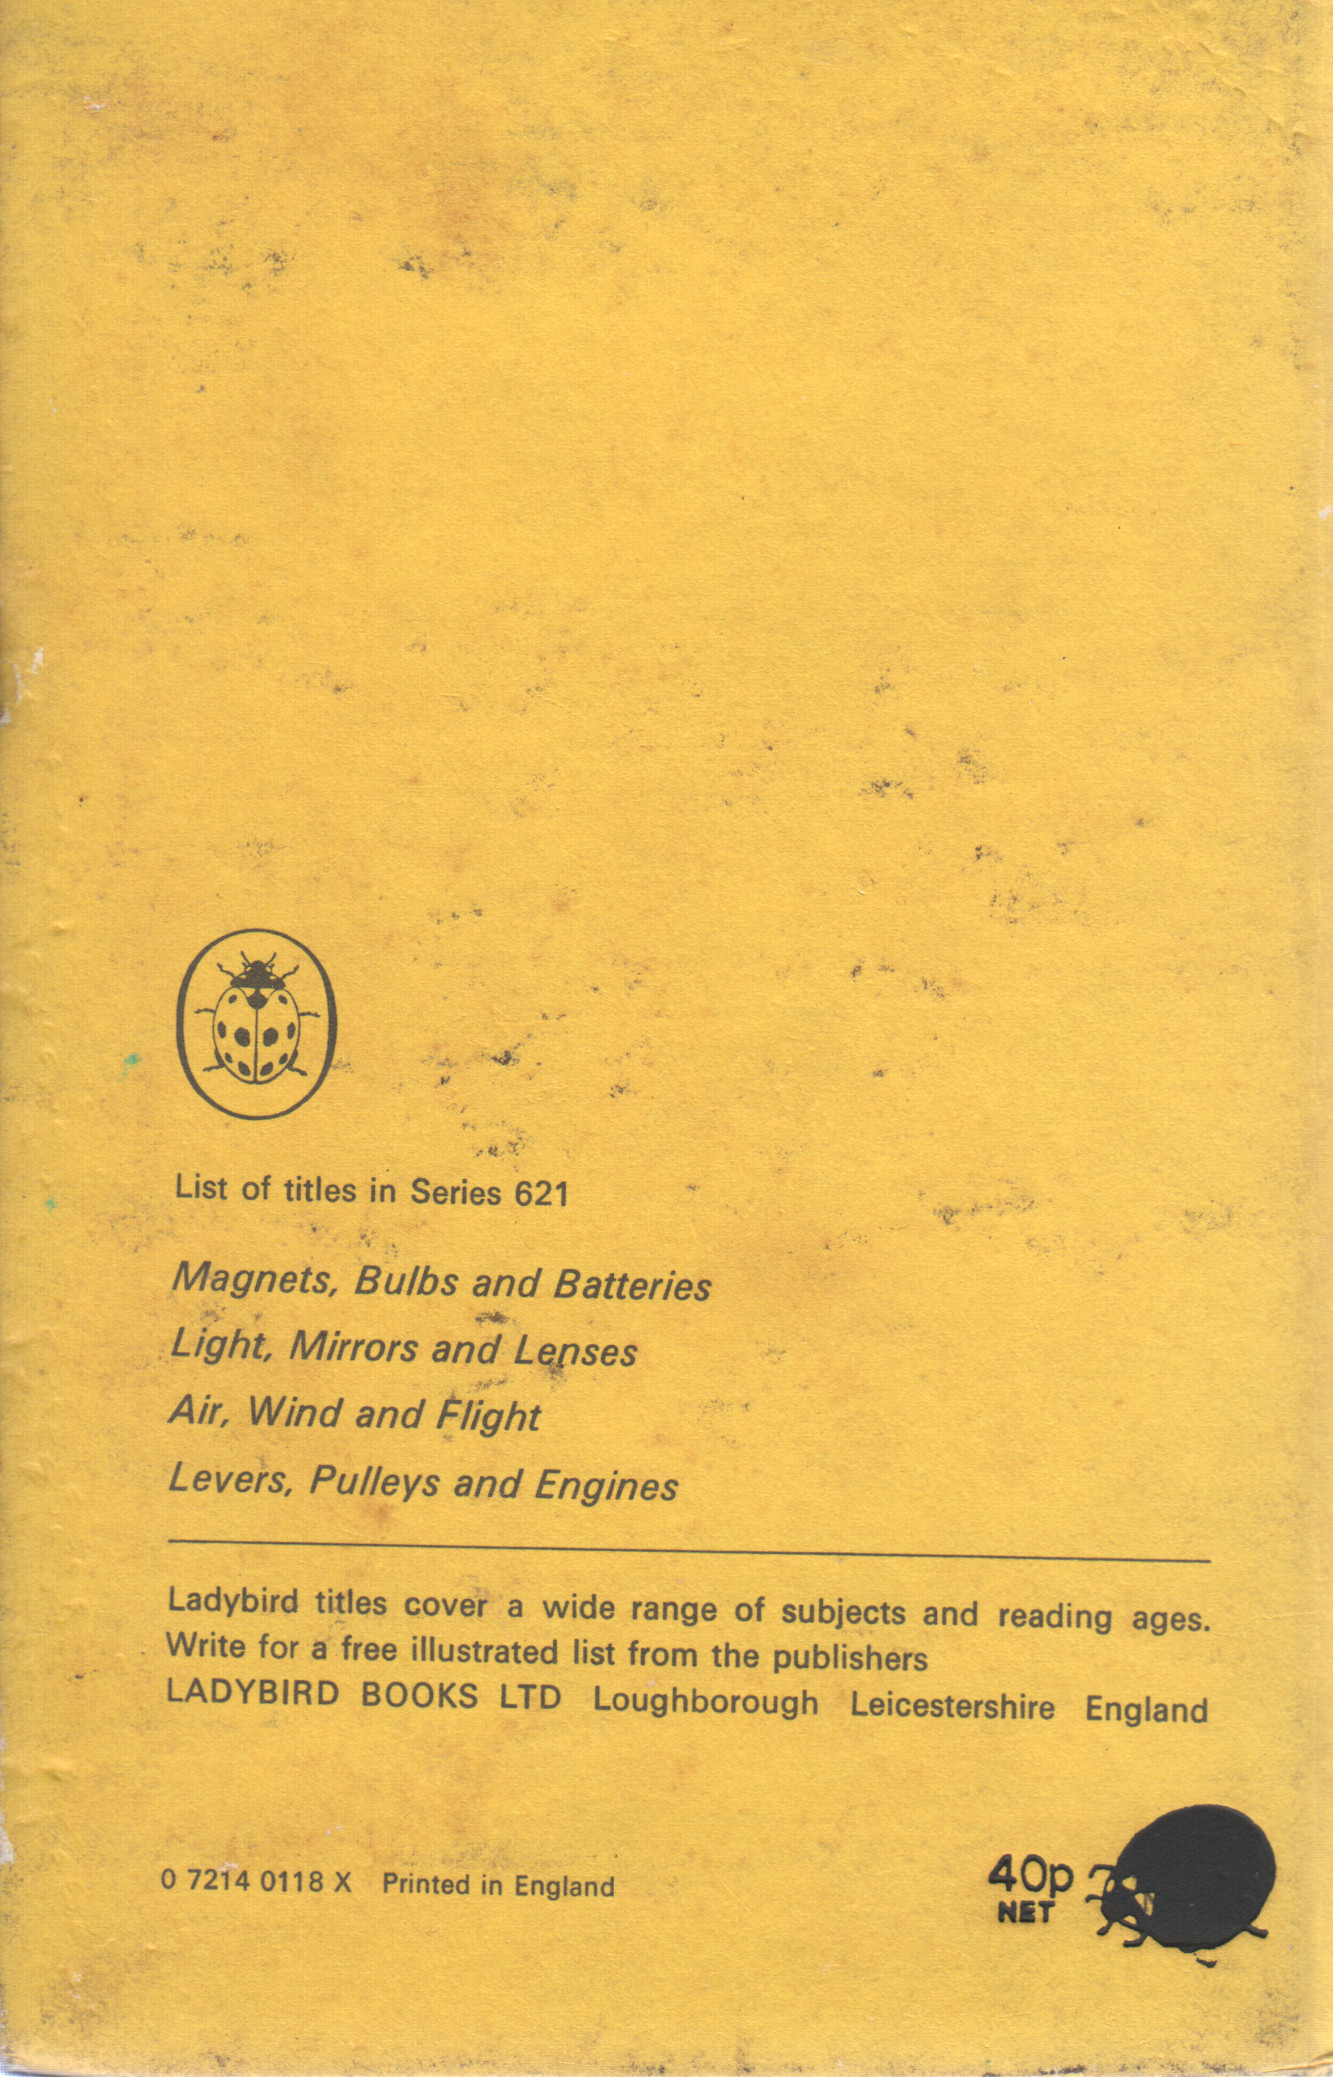 List of titles in Series 621
Magnets, Bulbs and Batteries
Light, Mirrors and Lenses
Air, Wind and Flight
Levers, Pulleys and Engines
Ladybird titles cover a wide range of subjects and reading ages.
Write for a free illustrated list from the publishers
LADYBIRD BOOKS LTD Loughborough Leicestershire England
0 7214 0118 X Printed in England
40p
NET